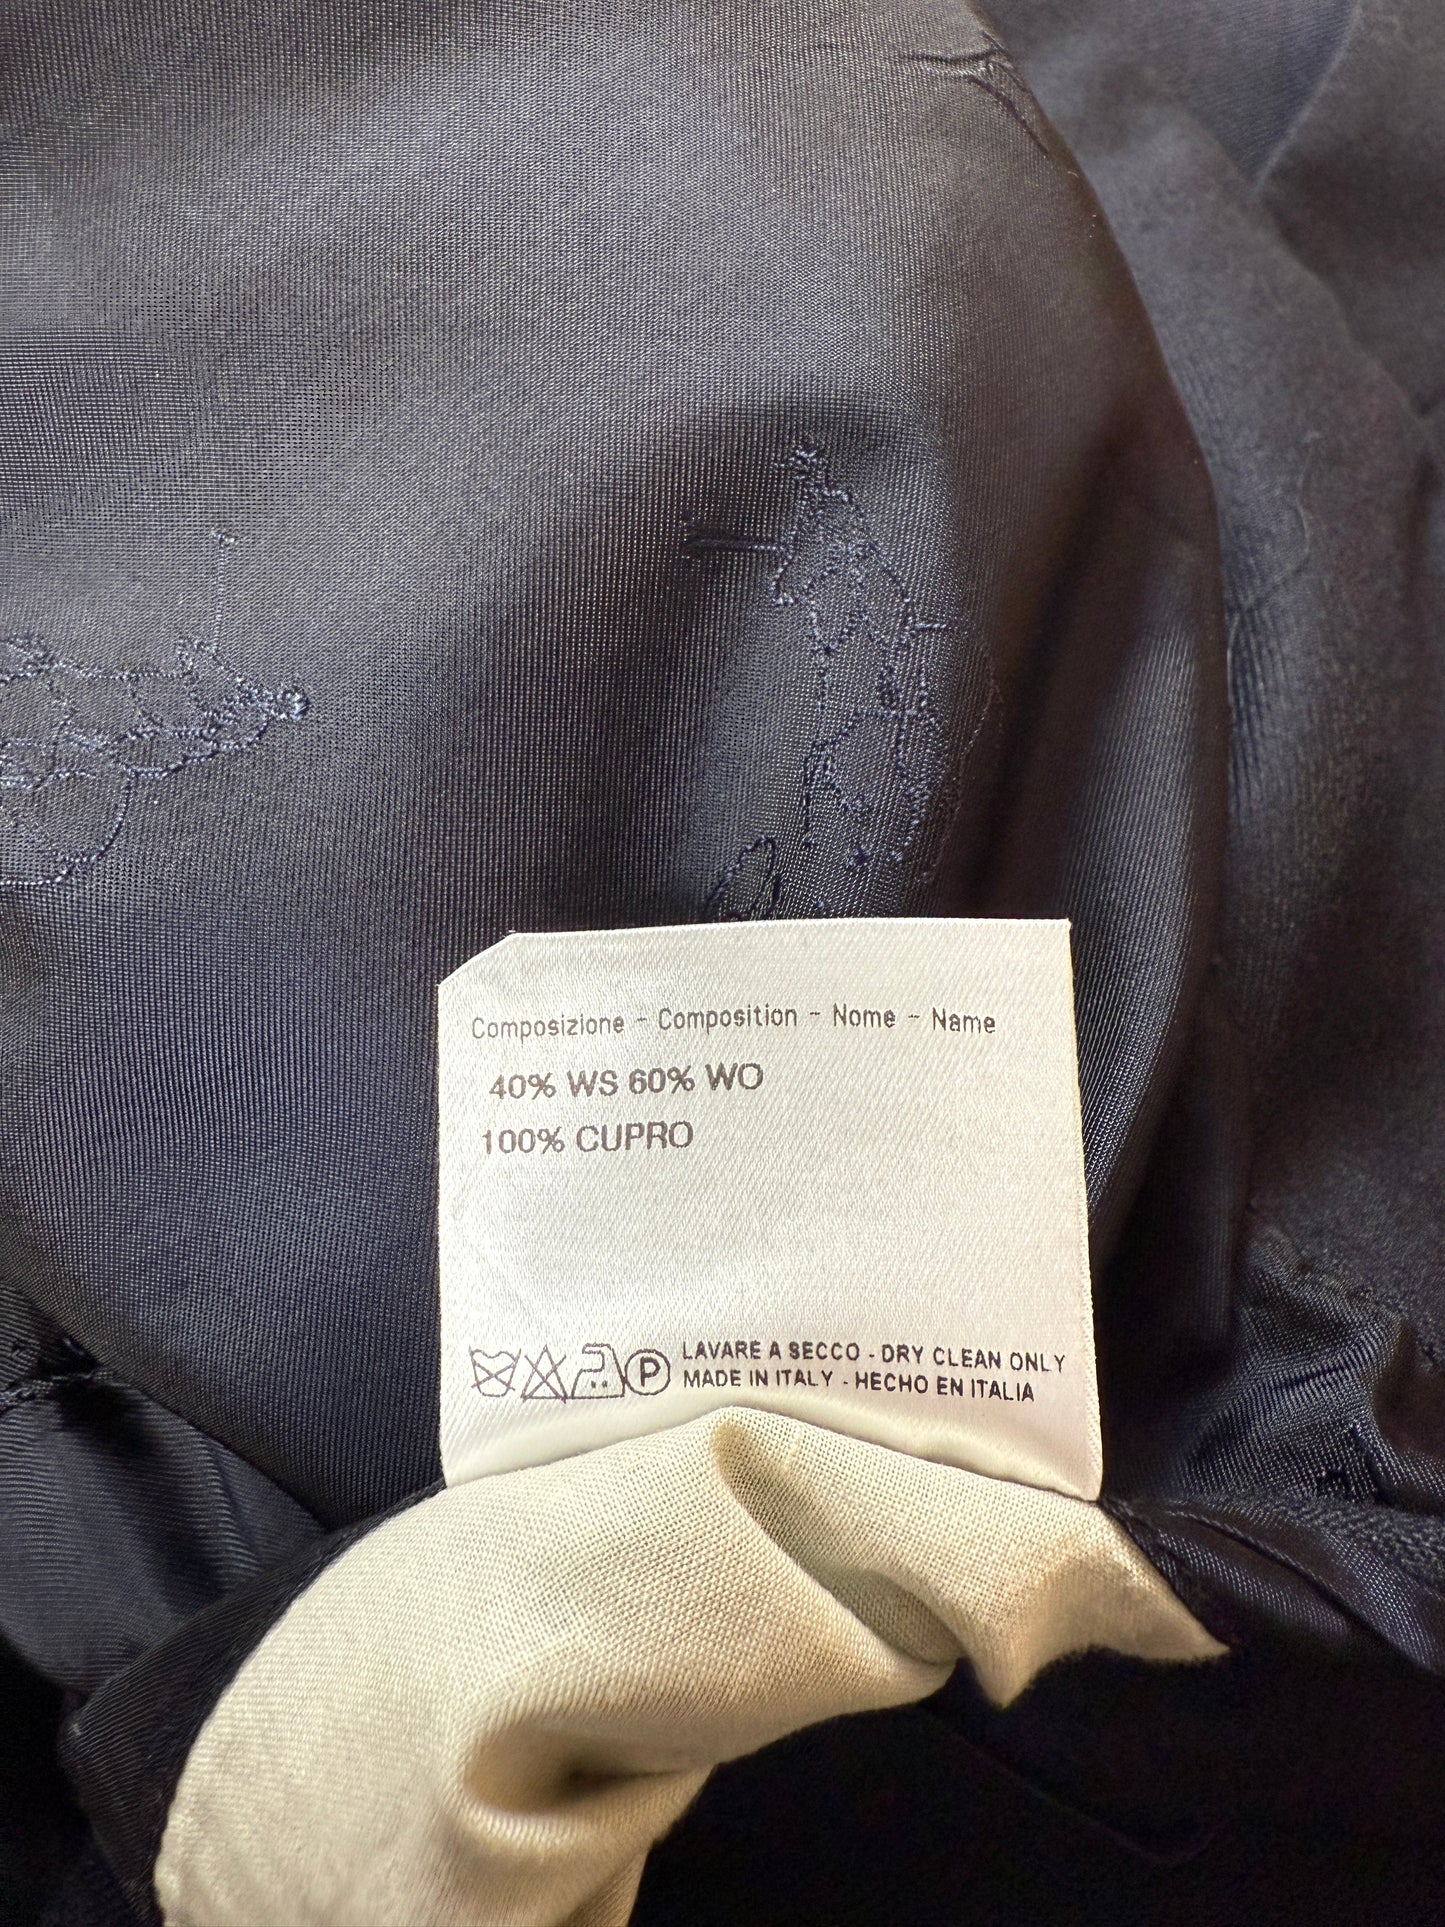 Composizione - Composition - Nome - Name
40% WS 60% WO
100% CUPRO
P LAVARE A SECCO - DRY CLEAN ONLY
MADE IN ITALY - HECHO EN ITALIA